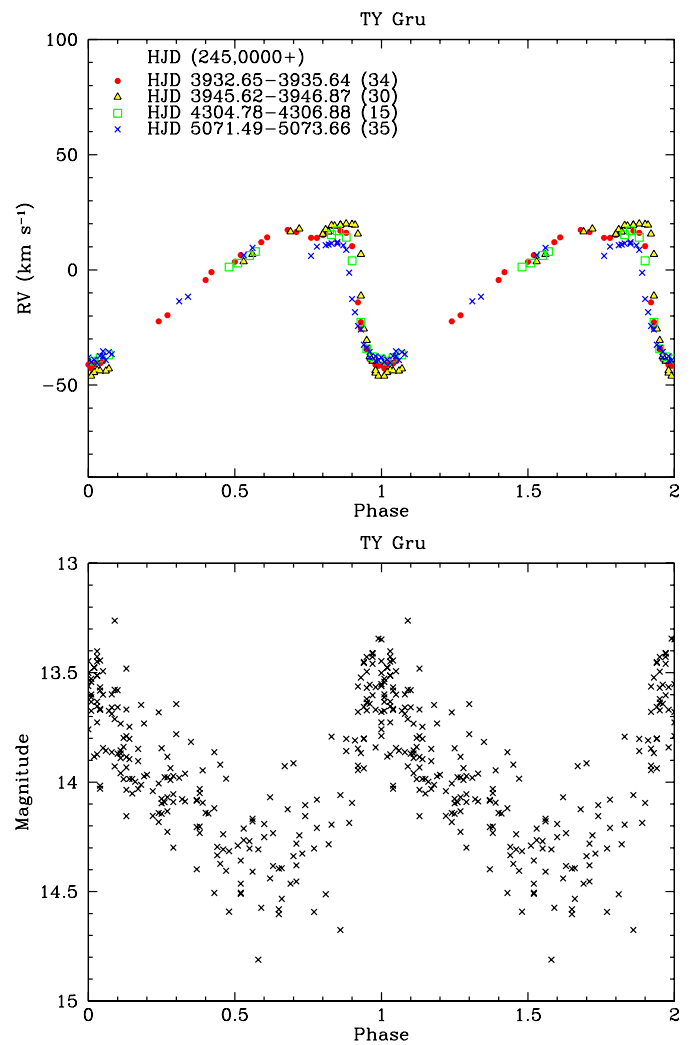 TY Gru
100
HJD (245,0000+)
HJD 3932.65−3935.64 (34)
HJD 3945.62−3946.87 (30)
HJD 4304.78−4306.88 (15)
HJD 5071.49−5073.66 (35)
50
RV (km s⁻¹)
0
−50
0 0.5 1 1.5 2
Phase
TY Gru
13
13.5
Magnitude
14
14.5
15
0 0.5 1 1.5 2
Phase